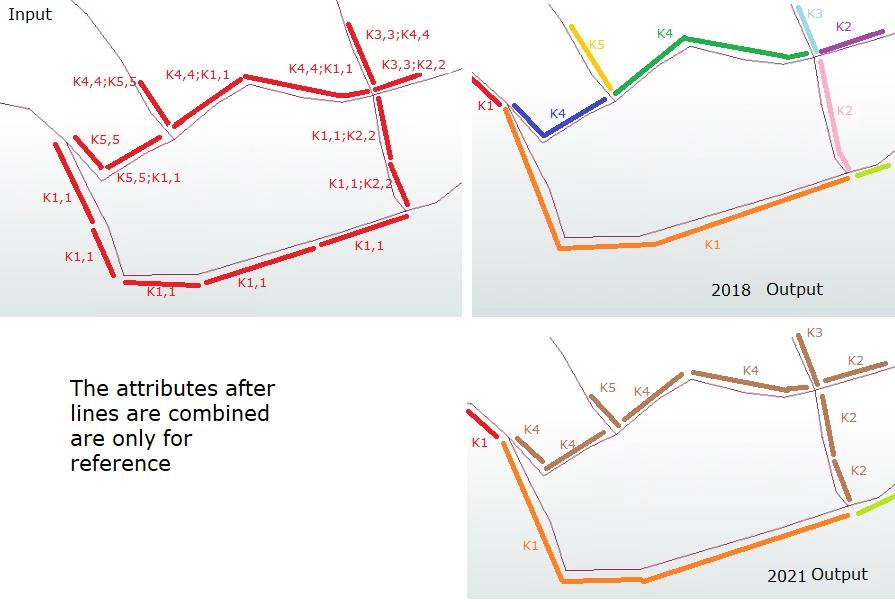 Input
K3,3;K4,4
K4,4;K5,5
K4,4;K1,1
K4,4;K1,1
K3,3;K2,2
K5,5
K1,1;K2,2
K5,5;K1,1
K1,1;K2,2
K1,1
K1,1
K1,1
K1,1
K1,1
K3
K2
K5
K4
K1
K4
K2
K1
2018 Output
The attributes after
lines are combined
are only for
reference
K3
K2
K4
K5
K4
K2
K4
K1
K4
K2
K1
2021 Output